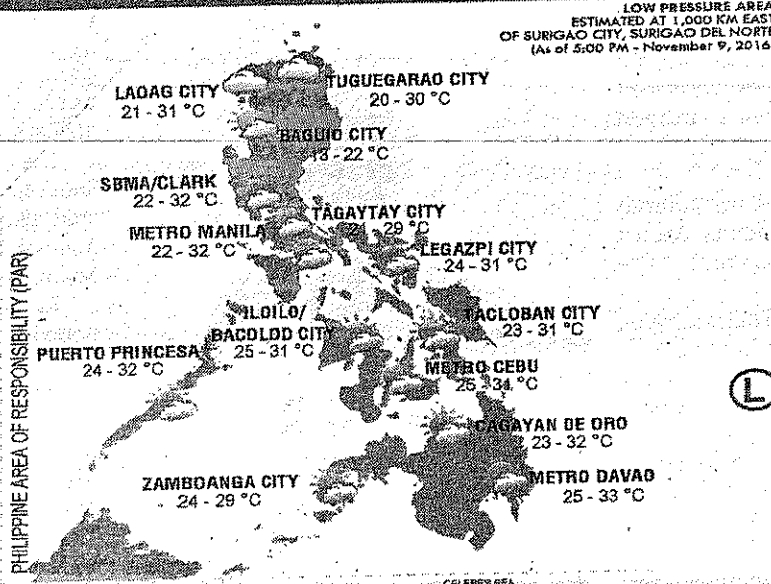 LOW PRESSURE AREA
ESTIMATED AT 1,000 KM EAST
OF SURIGAO CITY, SURIGAO DEL NORTE
(As of 5:00 PM - November 9, 2016
LAOAG CITY
21 - 31 °C
TUGUEGARAO CITY
20 - 30 °C
BAGUIO CITY
13 - 22 °C
SBMA/CLARK
22 - 32 °C
METRO MANILA
22 - 32 °C
TAGAYTAY CITY
- 29 °C
LEGAZPI CITY
24 - 31 °C
ILOILO/
BACOLOD CITY
25 - 31 °C
TACLOBAN CITY
23 - 31 °C
PUERTO PRINCESA
24 - 32 °C
METRO CEBU
25 - 31 °C
L
CAGAYAN DE ORO
23 - 32 °C
ZAMBOANGA CITY
24 - 29 °C
METRO DAVAO
25 - 33 °C
PHILIPPINE AREA OF RESPONSIBILITY (PAR)
CELEBES SEA